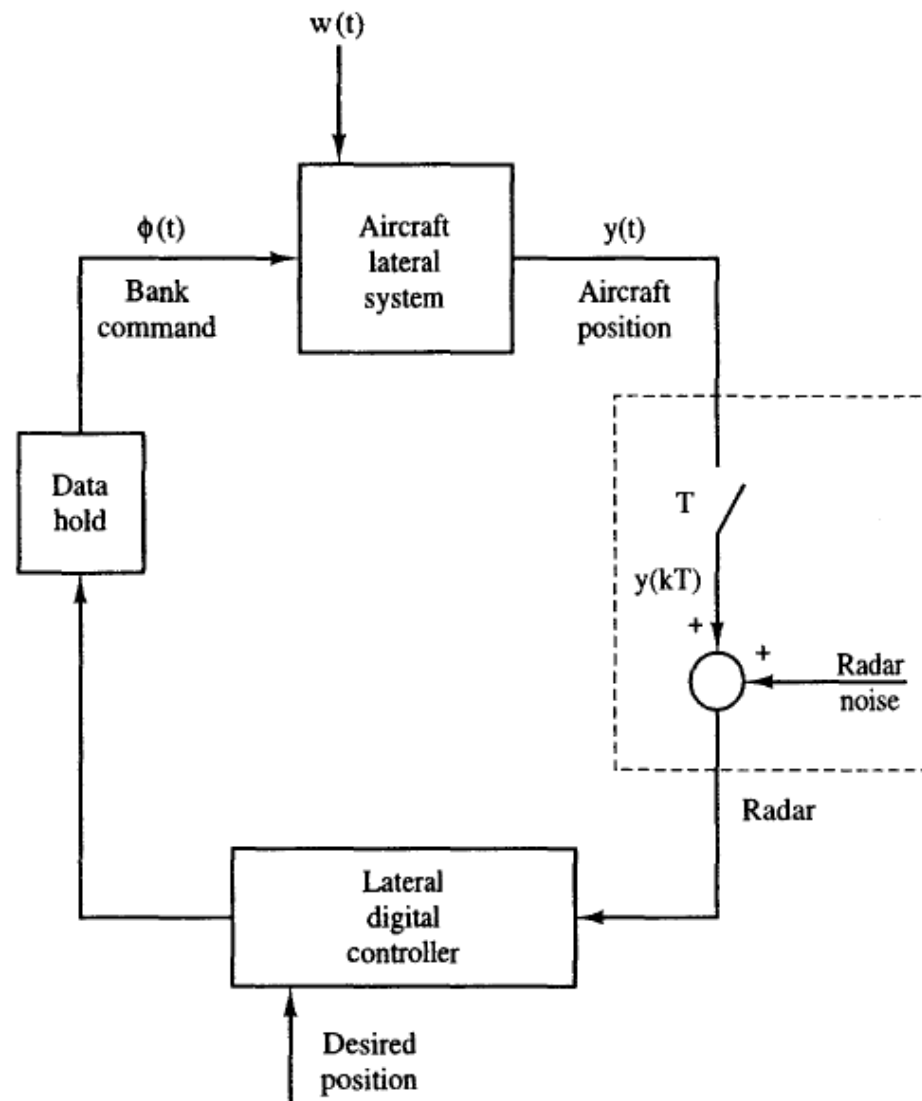 w(t)
Aircraft
lateral
system
ϕ(t)
Bank
command
y(t)
Aircraft
position
Data
hold
T
y(kT)
+
+
Radar
noise
Radar
Lateral
digital
controller
Desired
position